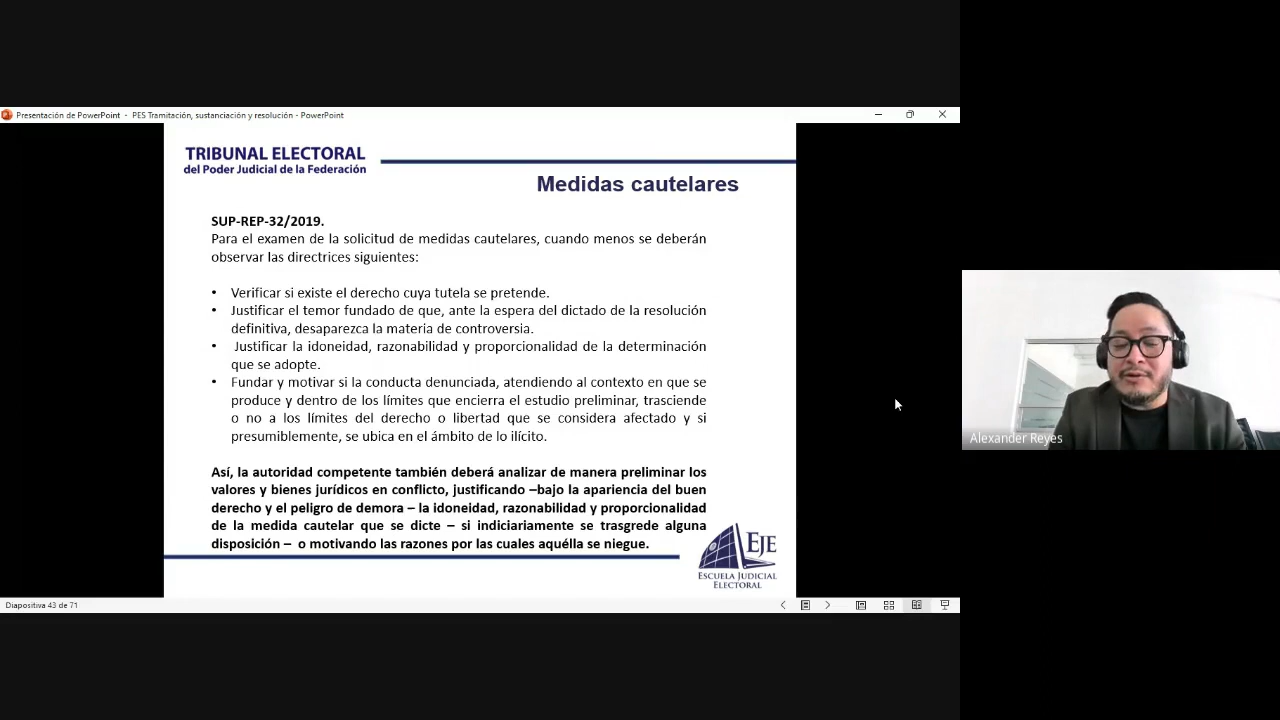 Presentación de PowerPoint - PES Tramitación, sustanciación y resolución - PowerPoint
TRIBUNAL ELECTORAL
del Poder Judicial de la Federación
Medidas cautelares
SUP-REP-32/2019.
Para el examen de la solicitud de medidas cautelares, cuando menos se deberán
observar las directrices siguientes:
• Verificar si existe el derecho cuya tutela se pretende.
• Justificar el temor fundado de que, ante la espera del dictado de la resolución
definitiva, desaparezca la materia de controversia.
• Justificar la idoneidad, razonabilidad y proporcionalidad de la determinación
que se adopte.
• Fundar y motivar si la conducta denunciada, atendiendo al contexto en que se
produce y dentro de los límites que encierra el estudio preliminar, trasciende
o no a los límites del derecho o libertad que se considera afectado y si
presumiblemente, se ubica en el ámbito de lo ilícito.
Así, la autoridad competente también deberá analizar de manera preliminar los
valores y bienes jurídicos en conflicto, justificando –bajo la apariencia del buen
derecho y el peligro de demora – la idoneidad, razonabilidad y proporcionalidad
de la medida cautelar que se dicte – si indiciariamente se trasgrede alguna
disposición – o motivando las razones por las cuales aquélla se niegue.
EJE
ESCUELA JUDICIAL
ELECTORAL
Diapositiva 43 de 71
Alexander Reyes